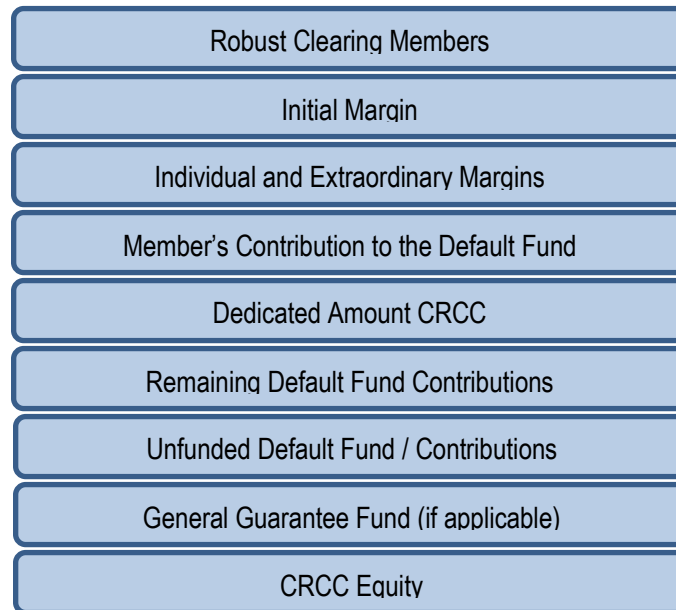 Robust Clearing Members
Initial Margin
Individual and Extraordinary Margins
Member’s Contribution to the Default Fund
Dedicated Amount CRCC
Remaining Default Fund Contributions
Unfunded Default Fund / Contributions
General Guarantee Fund (if applicable)
CRCC Equity